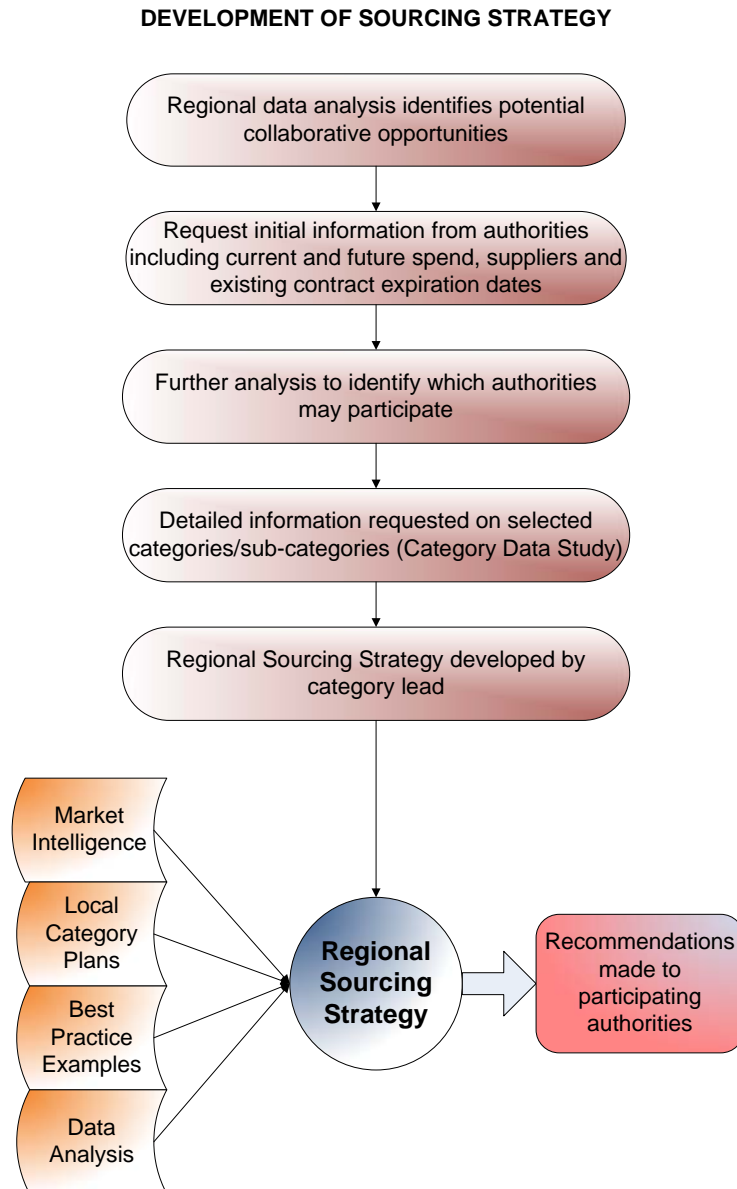 DEVELOPMENT OF SOURCING STRATEGY
Regional data analysis identifies potential
collaborative opportunities
Request initial information from authorities
including current and future spend, suppliers and
existing contract expiration dates
Further analysis to identify which authorities
may participate
Detailed information requested on selected
categories/sub-categories (Category Data Study)
Regional Sourcing Strategy developed by
category lead
Market
Intelligence
Local
Category
Plans
Best
Practice
Examples
Data
Analysis
Regional
Sourcing
Strategy
Recommendations
made to
participating
authorities